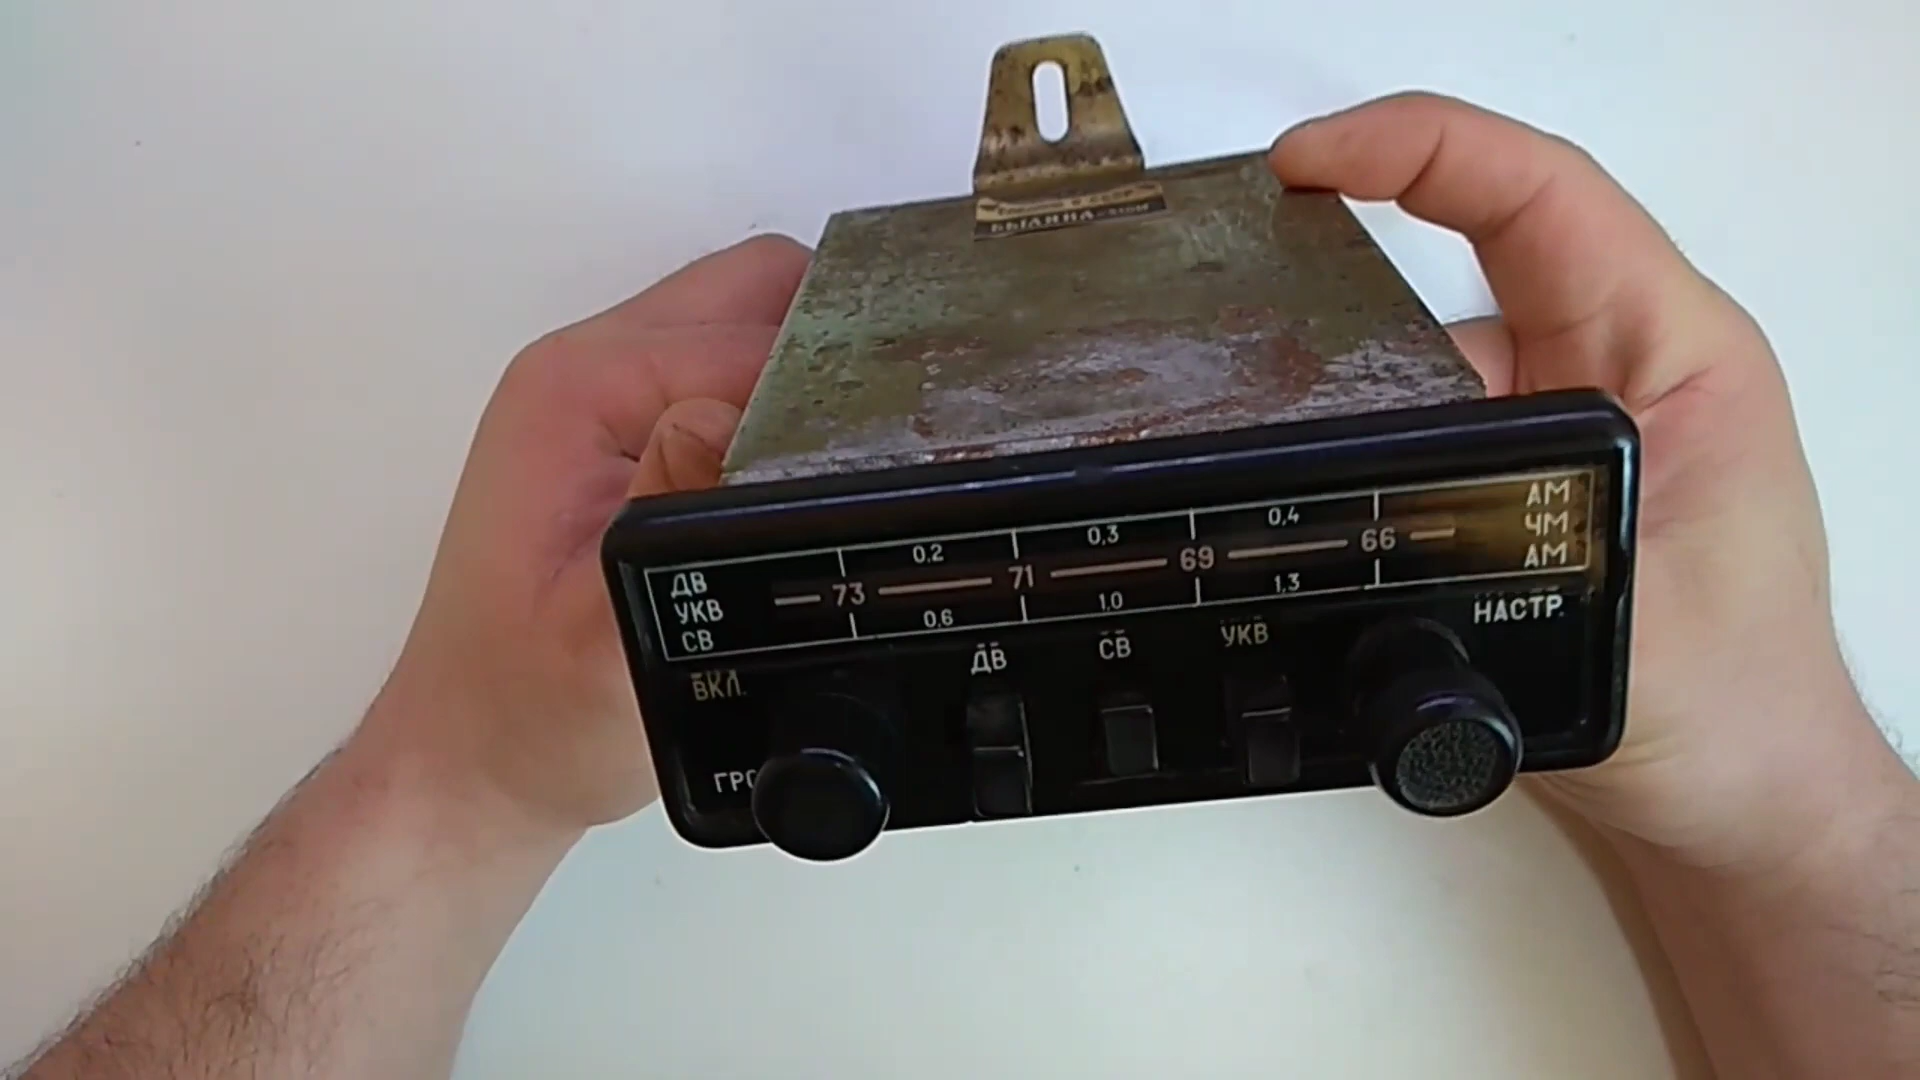 БЫЛИНА
0,2 0,3 0,4 АМ
ДВ
73 71 69 66 ЧМ
УКВ
0,6 1,0 1,3 АМ
СВ
НАСТР.
ВКЛ. ДВ СВ УКВ